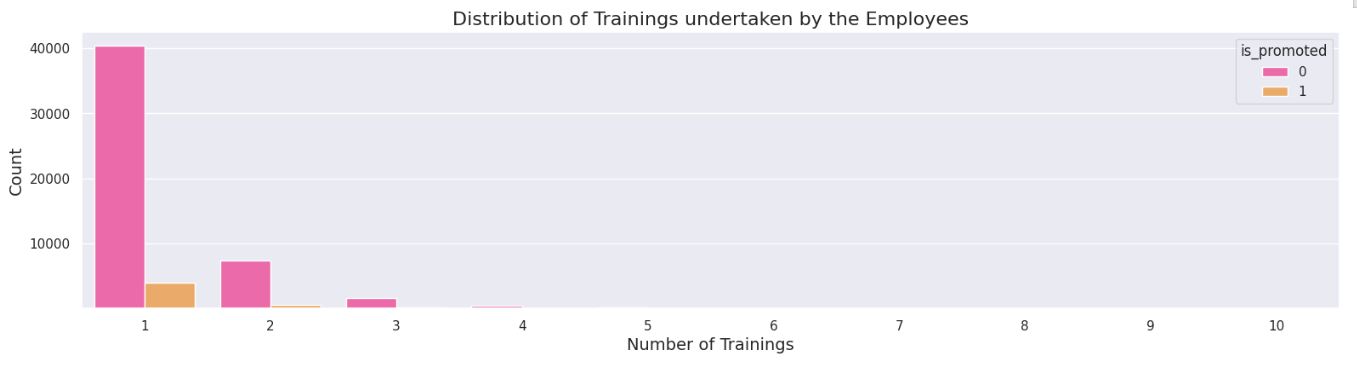 Distribution of Trainings undertaken by the Employees
40000
30000
20000
10000
Count
is_promoted
0
1
1 2 3 4 5 6 7 8 9 10
Number of Trainings